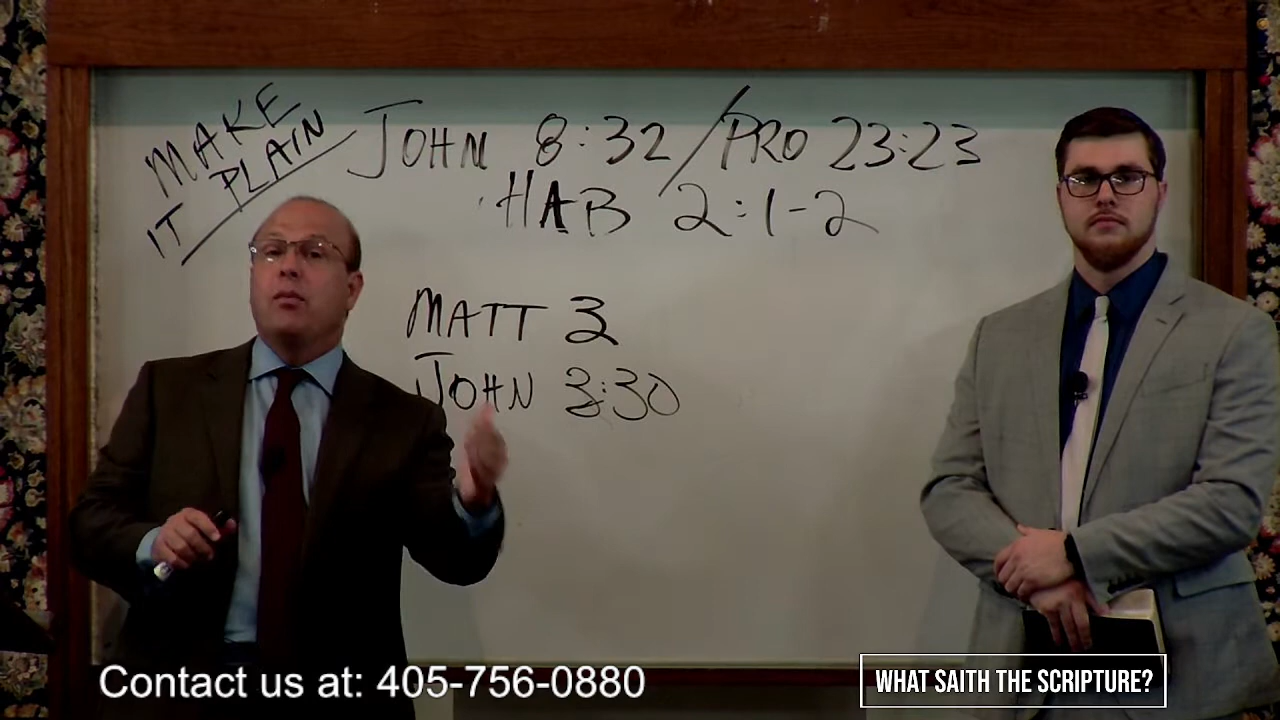 MAKE
IT PLAIN
JOHN 8:32 / PRO 23:23
HAB 2:1-2
MATT 3
JOHN 3:30
Contact us at: 405-756-0880
WHAT SAITH THE SCRIPTURE?